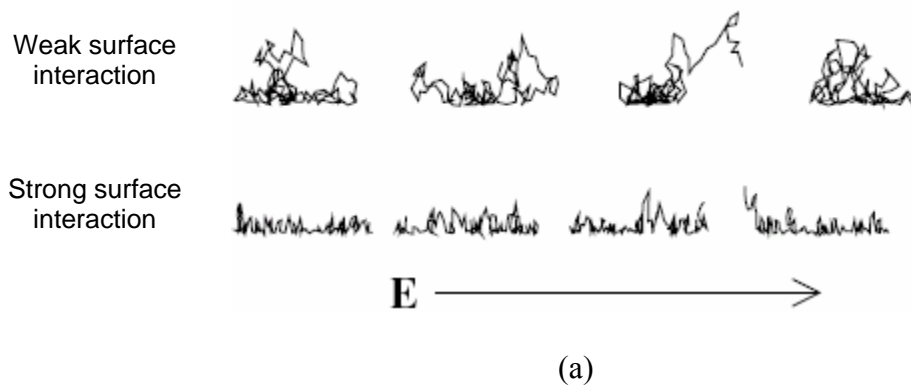 Weak surface
interaction
Strong surface
interaction
E
(a)